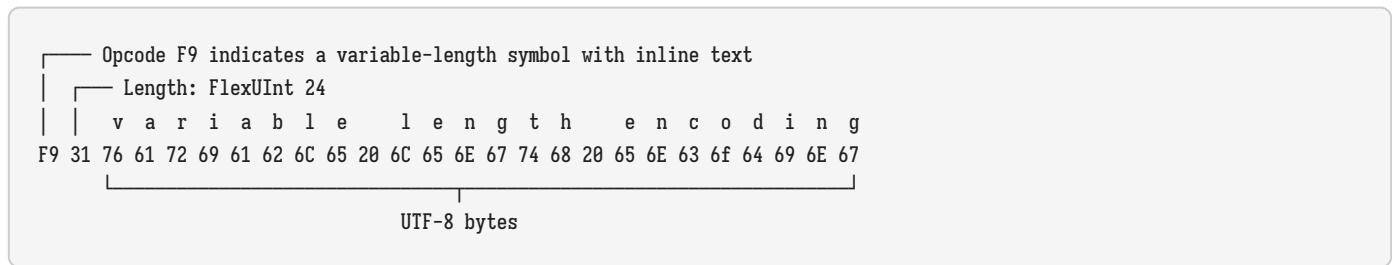 Opcode F9 indicates a variable-length symbol with inline text
Length: FlexUInt 24
v a r i a b l e   l e n g t h   e n c o d i n g
F9 31 76 61 72 69 61 62 6C 65 20 6C 65 6E 67 74 68 20 65 6E 63 6f 64 69 6E 67
UTF-8 bytes